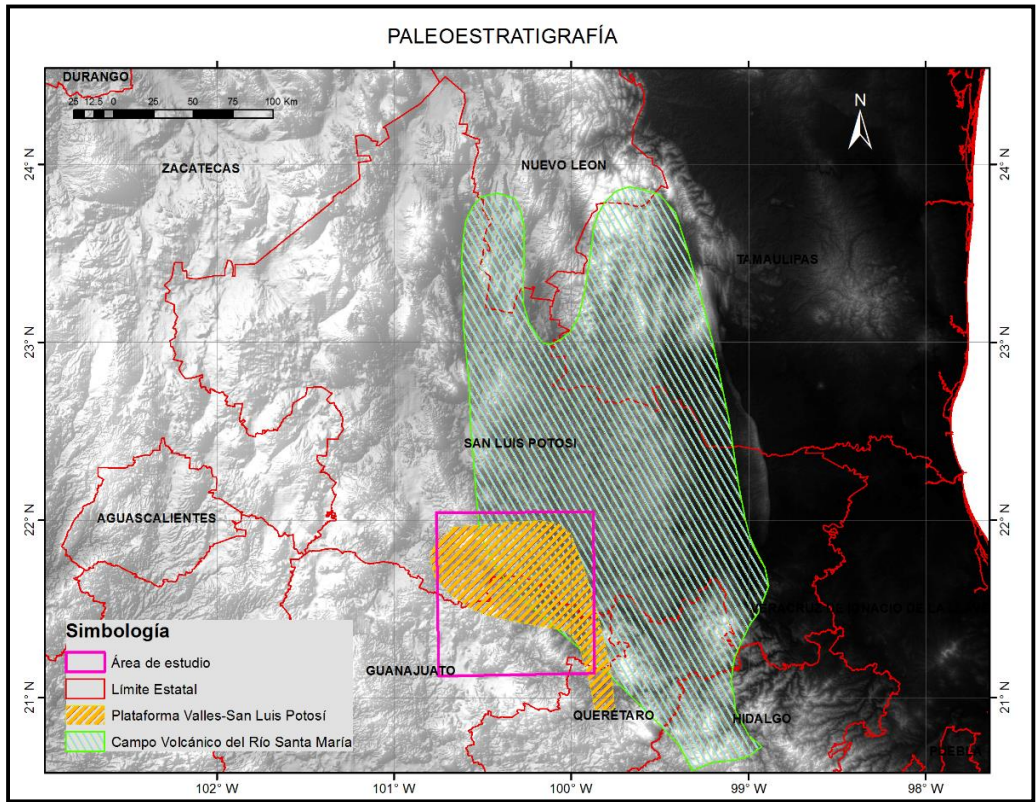 PALEOESTRATIGRAFÍA
DURANGO
25 12.5 0 25 50 75 100 Km
N
ZACATECAS
NUEVO LEON
TAMAULIPAS
SAN LUIS POTOSI
AGUASCALIENTES
GUANAJUATO
QUERÉTARO
HIDALGO
24° N
23° N
22° N
21° N
24° N
23° N
22° N
21° N
Simbología
Área de estudio
Límite Estatal
Plataforma Valles-San Luis Potosí
Campo Volcánico del Río Santa María
102° W
101° W
100° W
99° W
98° W